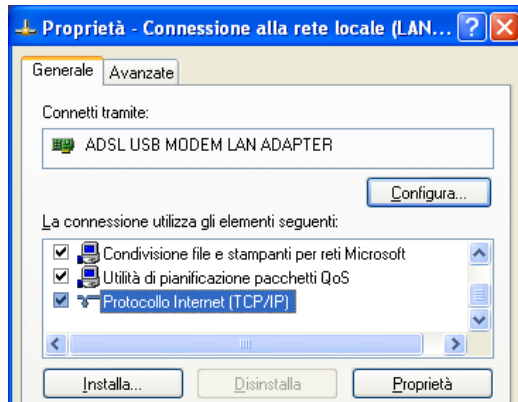 Proprietà - Connessione alla rete locale (LAN...
Generale Avanzate
Connetti tramite:
ADSL USB MODEM LAN ADAPTER
Configura...
La connessione utilizza gli elementi seguenti:
Condivisione file e stampanti per reti Microsoft
Utilità di pianificazione pacchetti QoS
Protocollo Internet (TCP/IP)
Installa... Disinstalla Proprietà